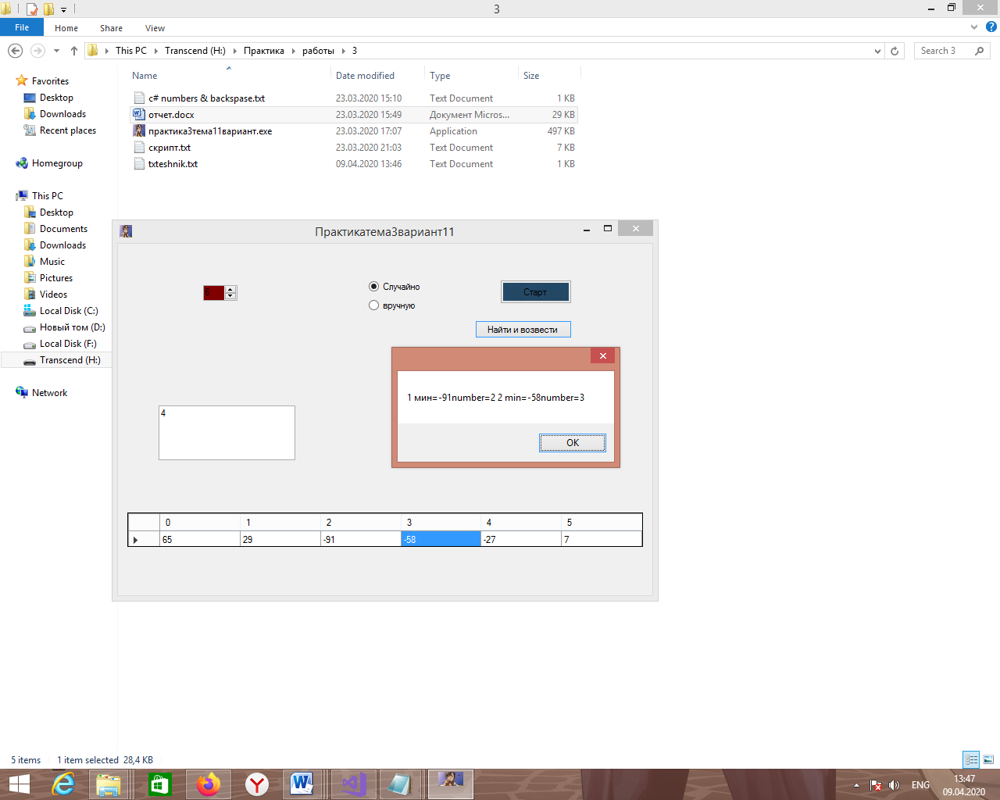 3
File Home Share View
This PC Transcend (H:) Практика работы 3
Search 3
Name Date modified Type Size
c# numbers & backspase.txt 23.03.2020 15:10 Text Document 1 KB
отчет.docx 23.03.2020 15:49 Документ Micros... 29 KB
практика3тема11вариант.exe 23.03.2020 17:07 Application 497 KB
скрипт.txt 23.03.2020 21:03 Text Document 7 KB
txteshnik.txt 09.04.2020 13:46 Text Document 1 KB
Favorites
Desktop
Downloads
Recent places
Homegroup
This PC
Desktop
Documents
Downloads
Music
Pictures
Videos
Local Disk (C:)
Новый том (D:)
Local Disk (F:)
Transcend (H:)
Network
Практикатема3вариант11
Случайно
вручную
Старт
Найти и возвести
1 мин=-91number=2 2 min=-58number=3
OK
4
0 1 2 3 4 5
65 29 -91 -58 -27 7
5 items 1 item selected 28,4 KB
ENG
13:47
09.04.2020